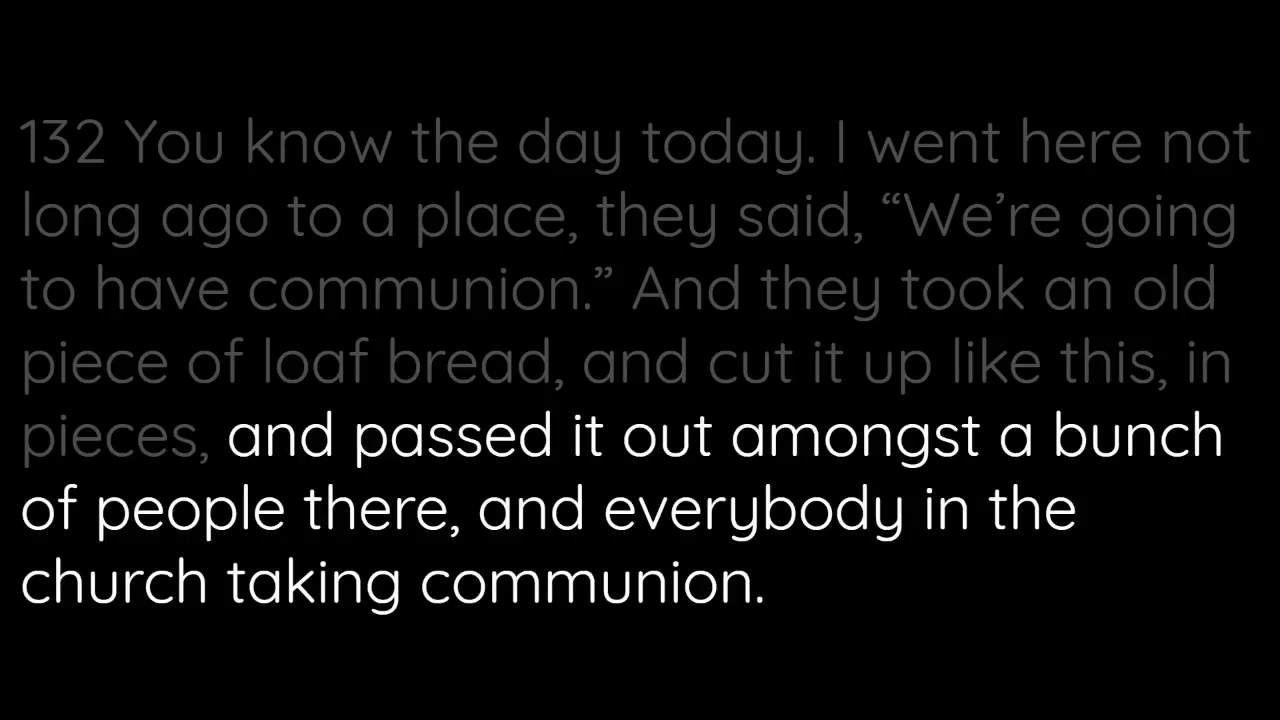 132 You know the day today. I went here not
long ago to a place, they said, “We’re going
to have communion.” And they took an old
piece of loaf bread, and cut it up like this, in
pieces, and passed it out amongst a bunch
of people there, and everybody in the
church taking communion.